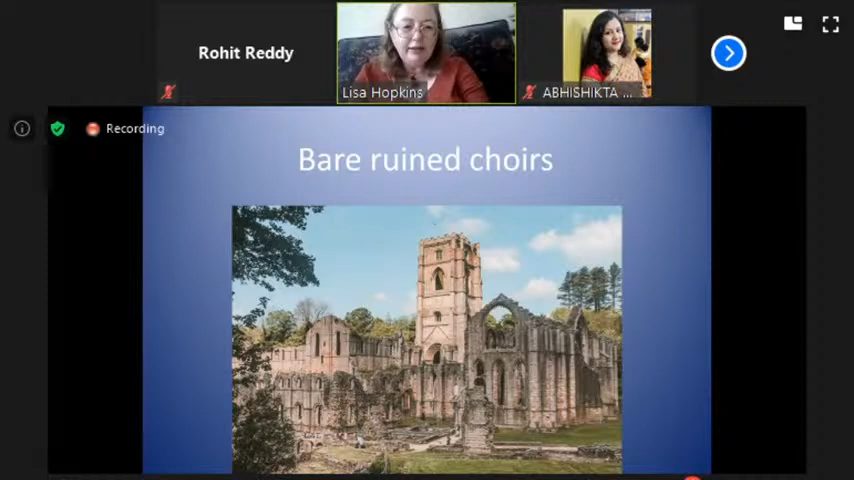 Rohit Reddy
Lisa Hopkins
ABHISHIKTA ...
Recording
Bare ruined choirs